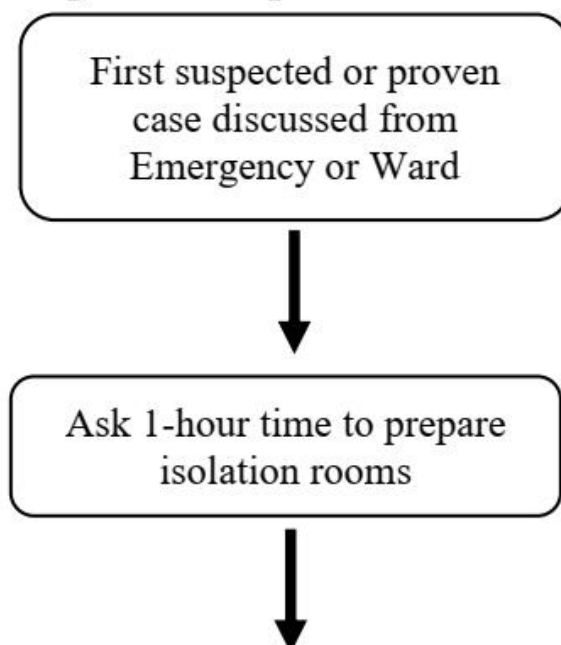 First suspected or proven
case discussed from
Emergency or Ward
Ask 1-hour time to prepare
isolation rooms